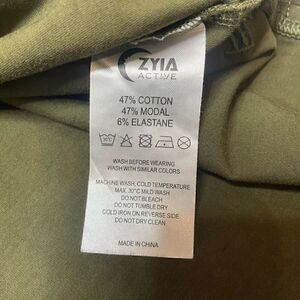 ZYIA
ACTIVE
47% COTTON
47% MODAL
6% ELASTANE
30°C
WASH BEFORE WEARING
WASH WITH SIMILAR COLORS
MACHINE WASH, COLD TEMPERATURE
MAX. 30°C MILD WASH
DO NOT BLEACH
DO NOT TUMBLE DRY
COLD IRON ON REVERSE SIDE
DO NOT DRY CLEAN
MADE IN CHINA